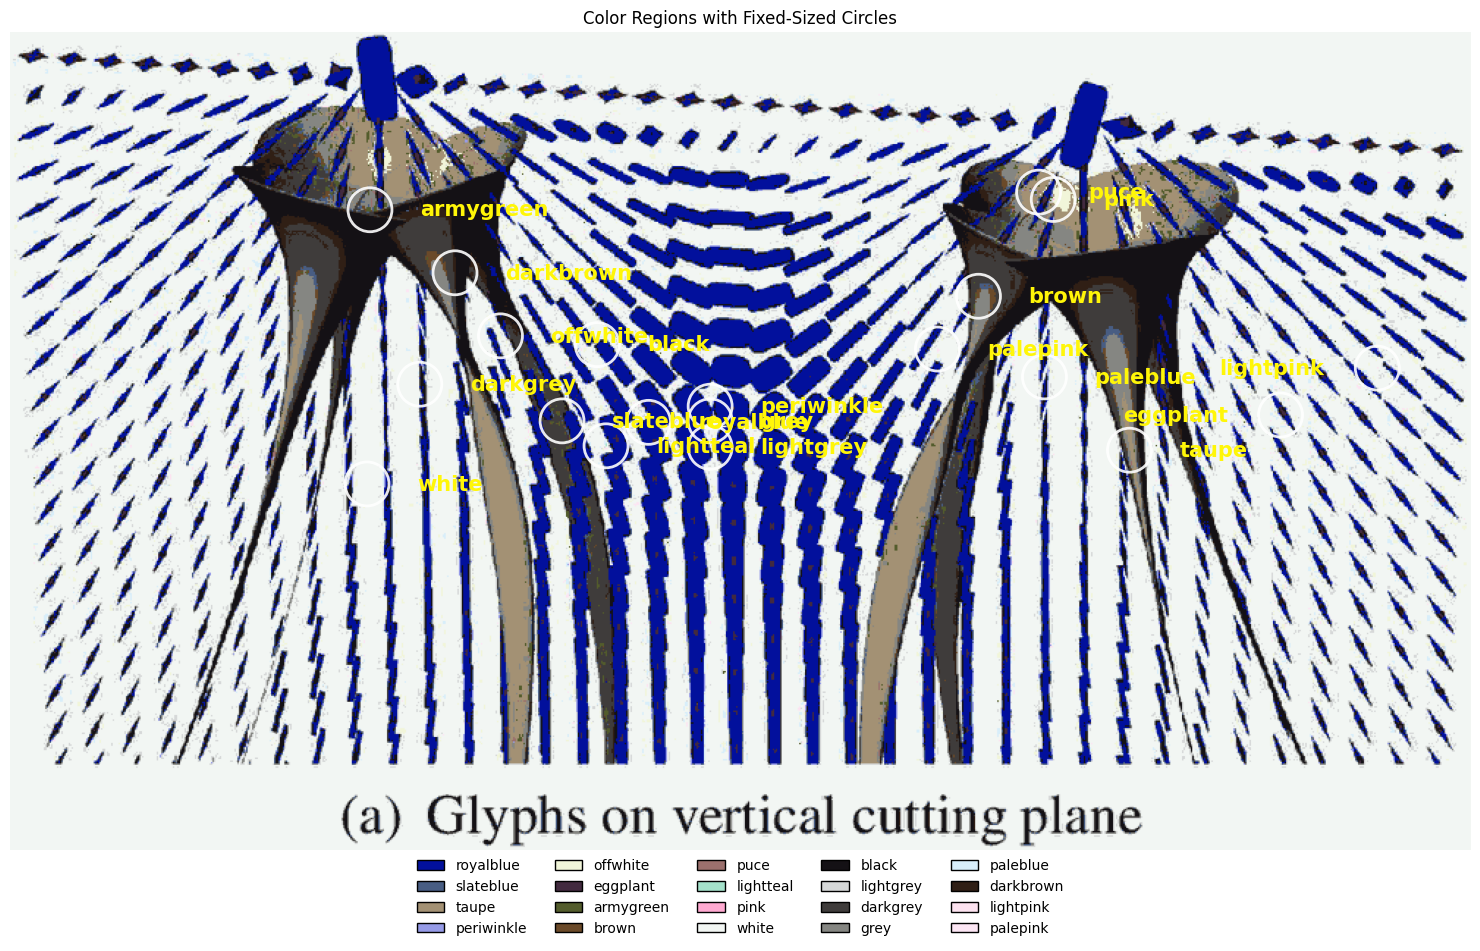 Color Regions with Fixed-Sized Circles
armygreen
puce
pink
darkbrown
brown
offwhite
black
palepink
lightpink
darkgrey
paleblue
periwinkle
eggplant
slateblue
royalblue
grey
lightteal
lightgrey
taupe
white
(a) Glyphs on vertical cutting plane
royalblue offwhite puce black paleblue
slateblue eggplant lightteal lightgrey darkbrown
taupe armygreen pink darkgrey lightpink
periwinkle brown white grey palepink